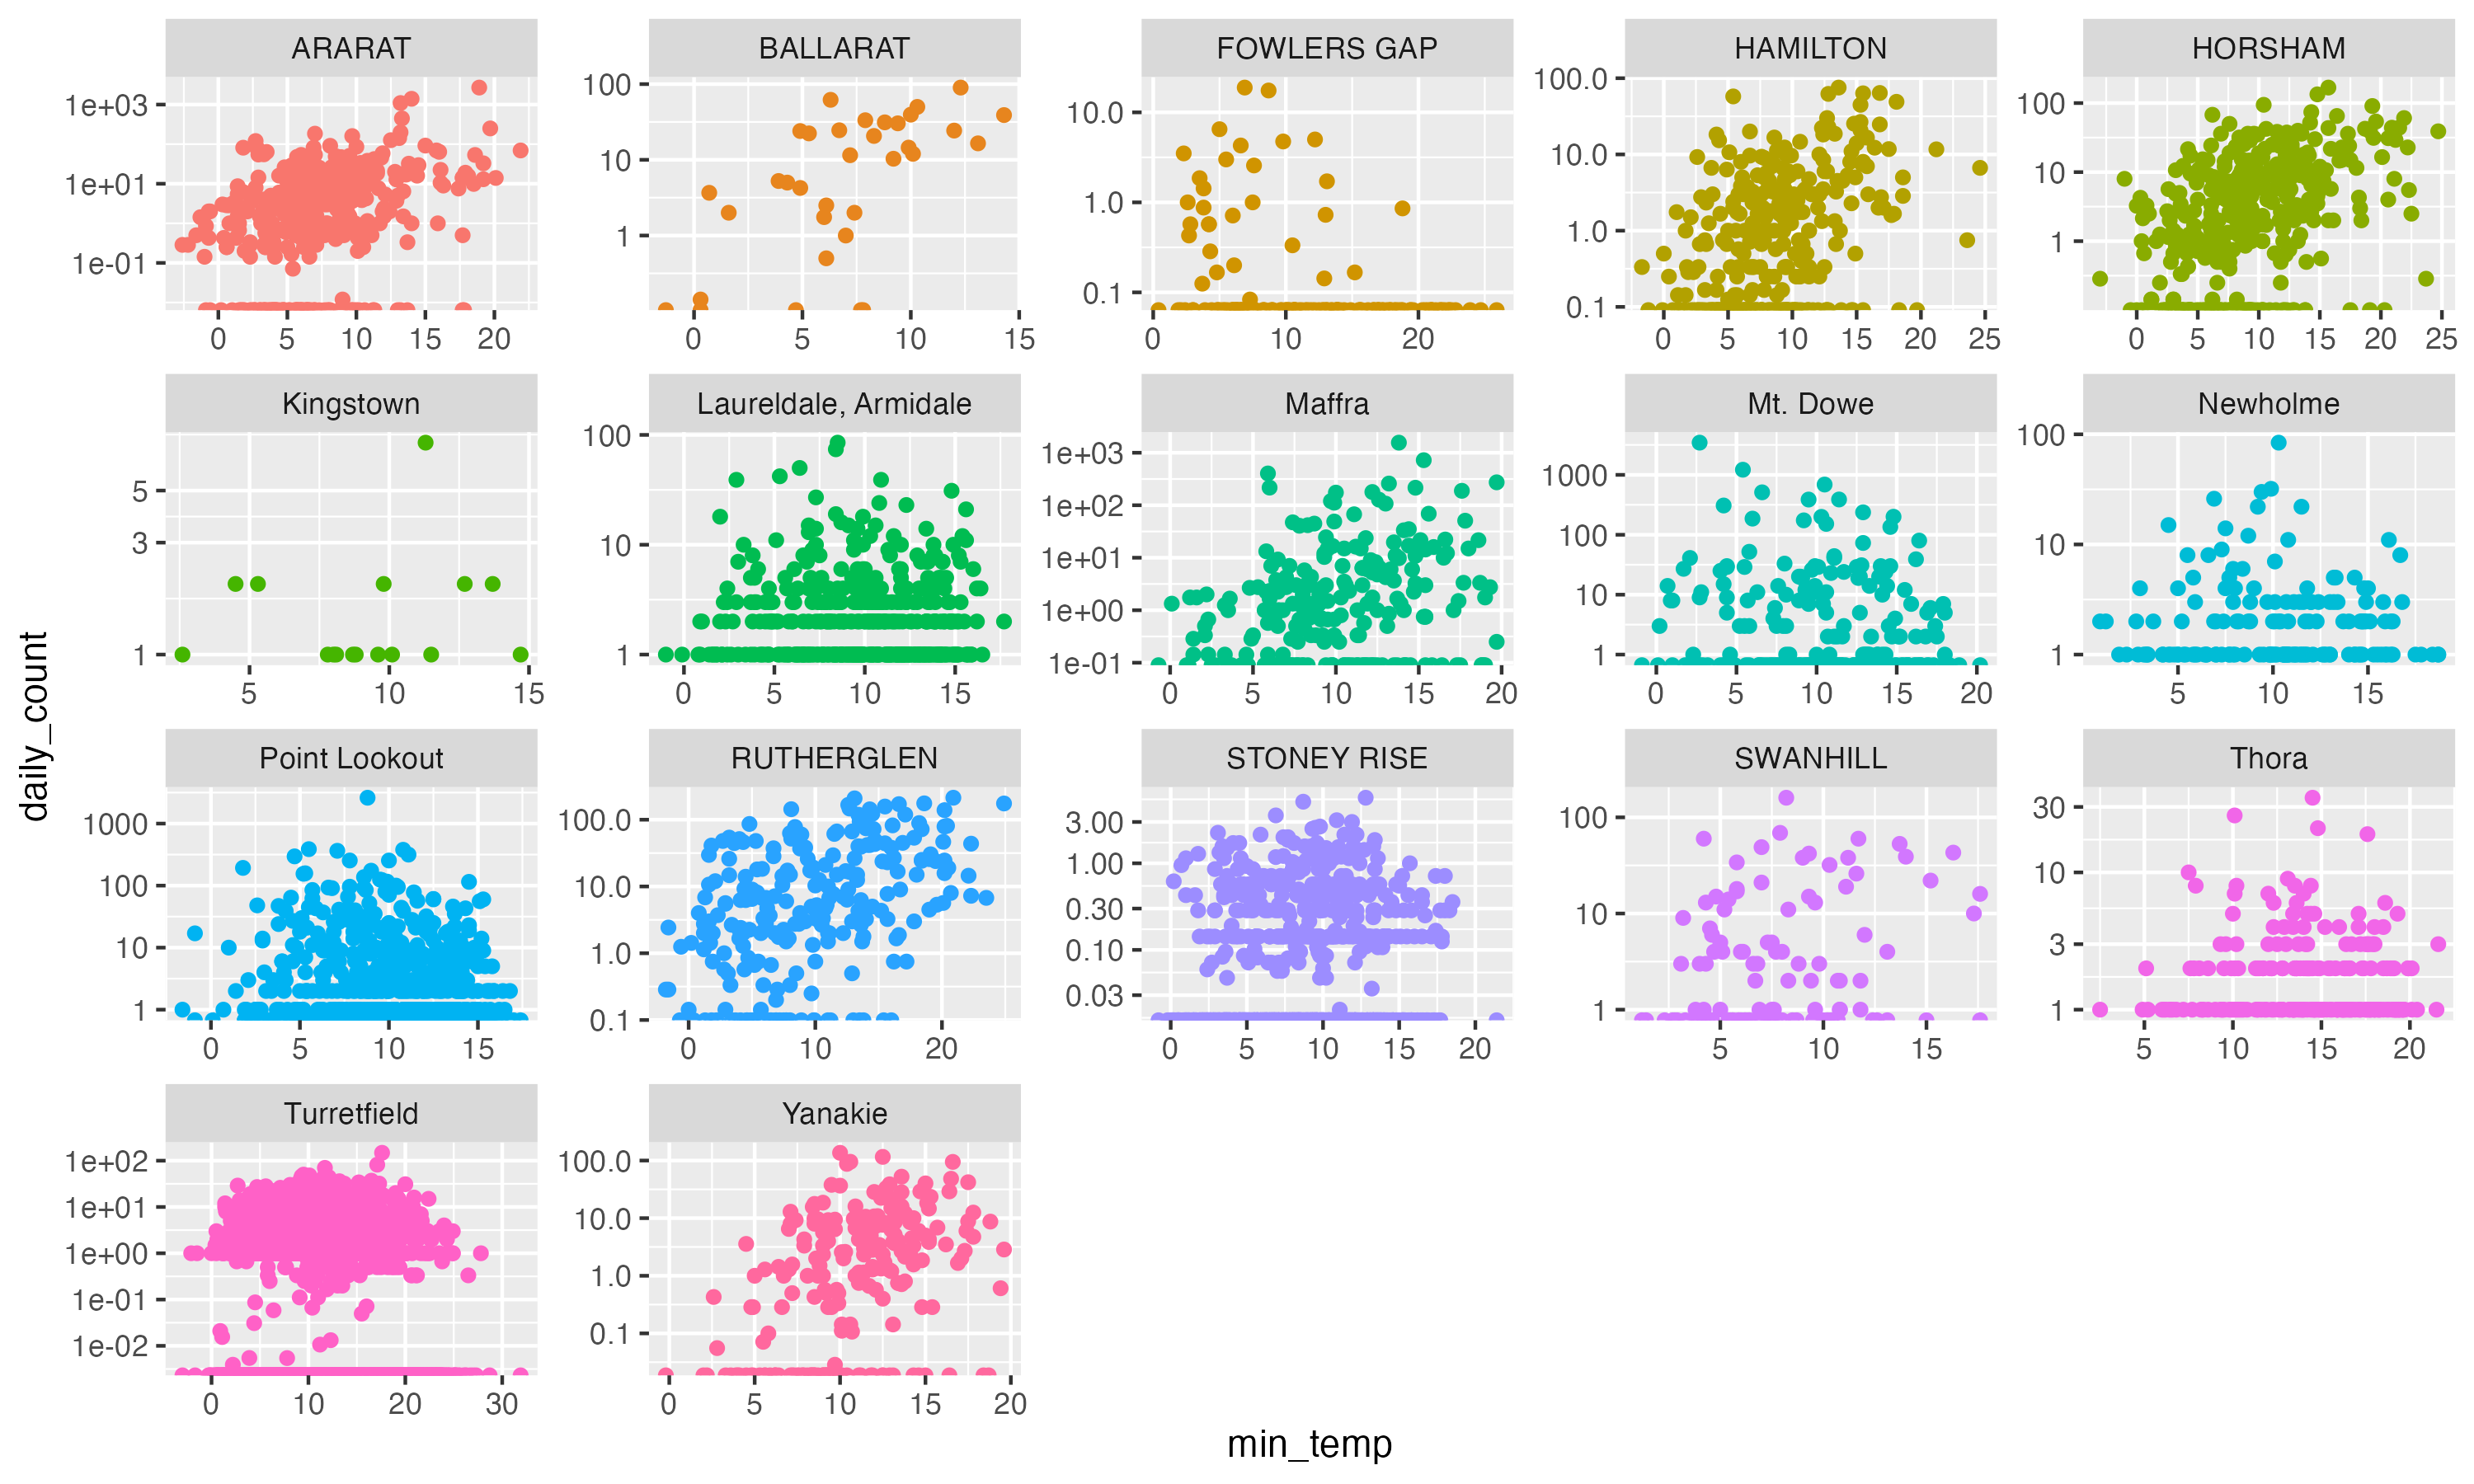 ARARAT BALLARAT FOWLERS GAP HAMILTON HORSHAM
1e+03 1e+01 1e-01
0 5 10 15 20
100 10 1
0 5 10 15
10.0 1.0 0.1
0 10 20
100.0 10.0 1.0 0.1
0 5 10 15 20 25
100 10 1
0 5 10 15 20 25
Kingstown Laureldale, Armidale Maffra Mt. Dowe Newholme
5 3 1
5 10 15
100 10 1
0 5 10 15
1e+03 1e+02 1e+01 1e+00 1e-01
0 5 10 15 20
1000 100 10 1
0 5 10 15 20
100 10 1
5 10 15
daily_count
Point Lookout RUTHERGLEN STONEY RISE SWANHILL Thora
1000 100 10 1
0 5 10 15
100.0 10.0 1.0 0.1
0 10 20
3.00 1.00 0.30 0.10 0.03
0 5 10 15 20
100 10 1
5 10 15
30 10 3 1
5 10 15 20
Turretfield Yanakie
1e+02 1e+01 1e+00 1e-01 1e-02
0 10 20 30
100.0 10.0 1.0 0.1
0 5 10 15 20
min_temp